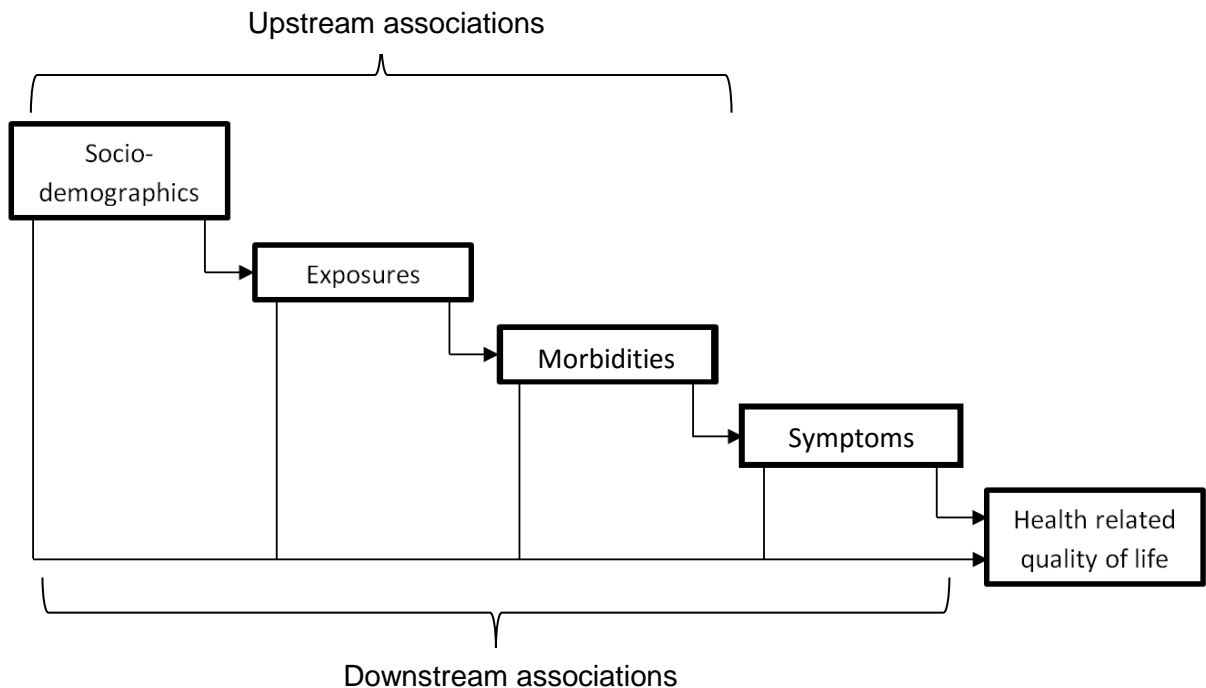 Upstream associations
Socio-
demographics
Exposures
Morbidities
Symptoms
Health related
quality of life
Downstream associations